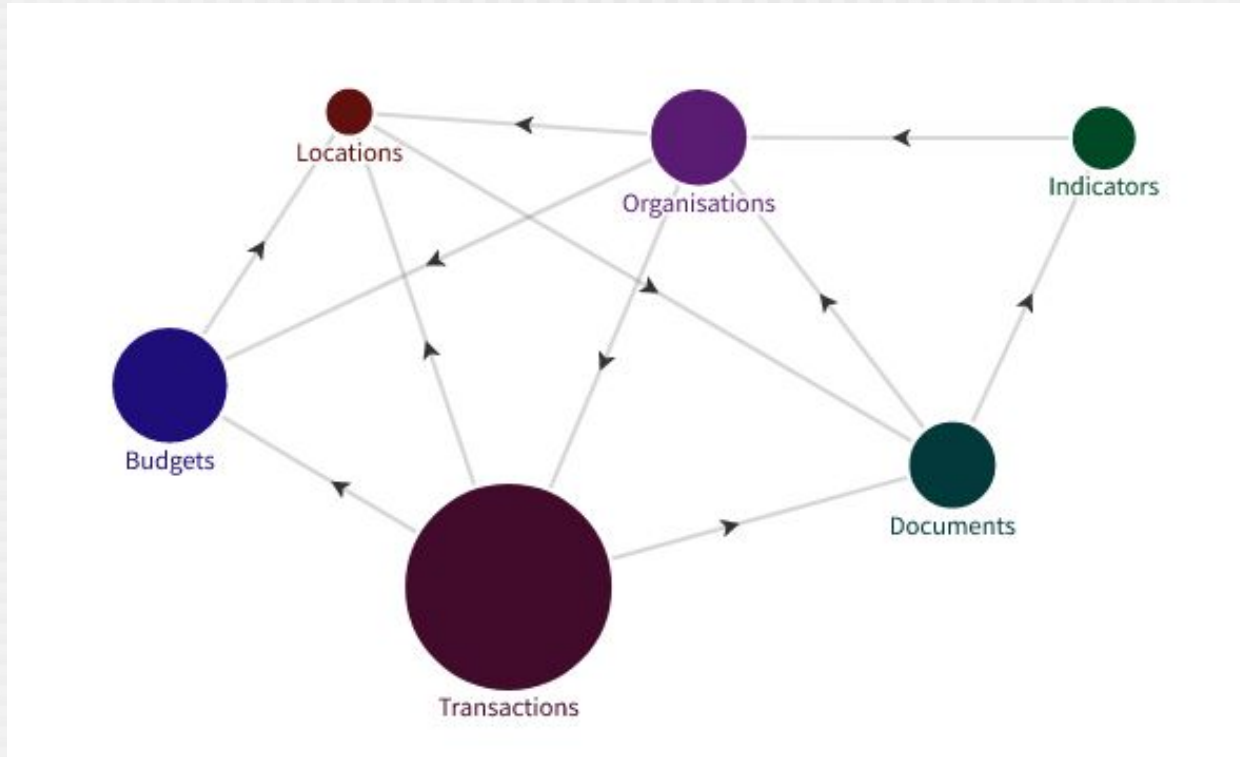 Locations
Organisations
Indicators
Budgets
Documents
Transactions